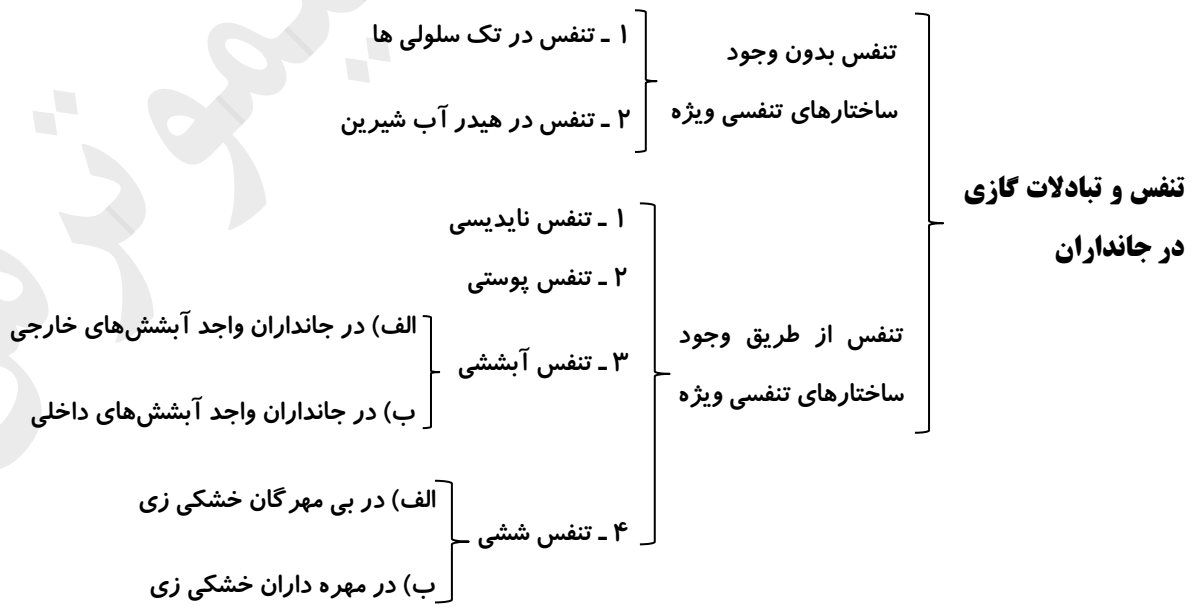 تنفس و تبادلات گازی
در جانداران
تنفس بدون وجود
ساختارهای تنفسی ویژه
۱ ـ تنفس در تک سلولی ها
۲ ـ تنفس در هیدر آب شیرین
تنفس از طریق وجود
ساختارهای تنفسی ویژه
۱ ـ تنفس نایدیسی
۲ ـ تنفس پوستی
۳ ـ تنفس آبششی
الف) در جانداران واجد آبشش‌های خارجی
ب) در جانداران واجد آبشش‌های داخلی
۴ ـ تنفس ششی
الف) در بی مهرگان خشکی زی
ب) در مهره داران خشکی زی